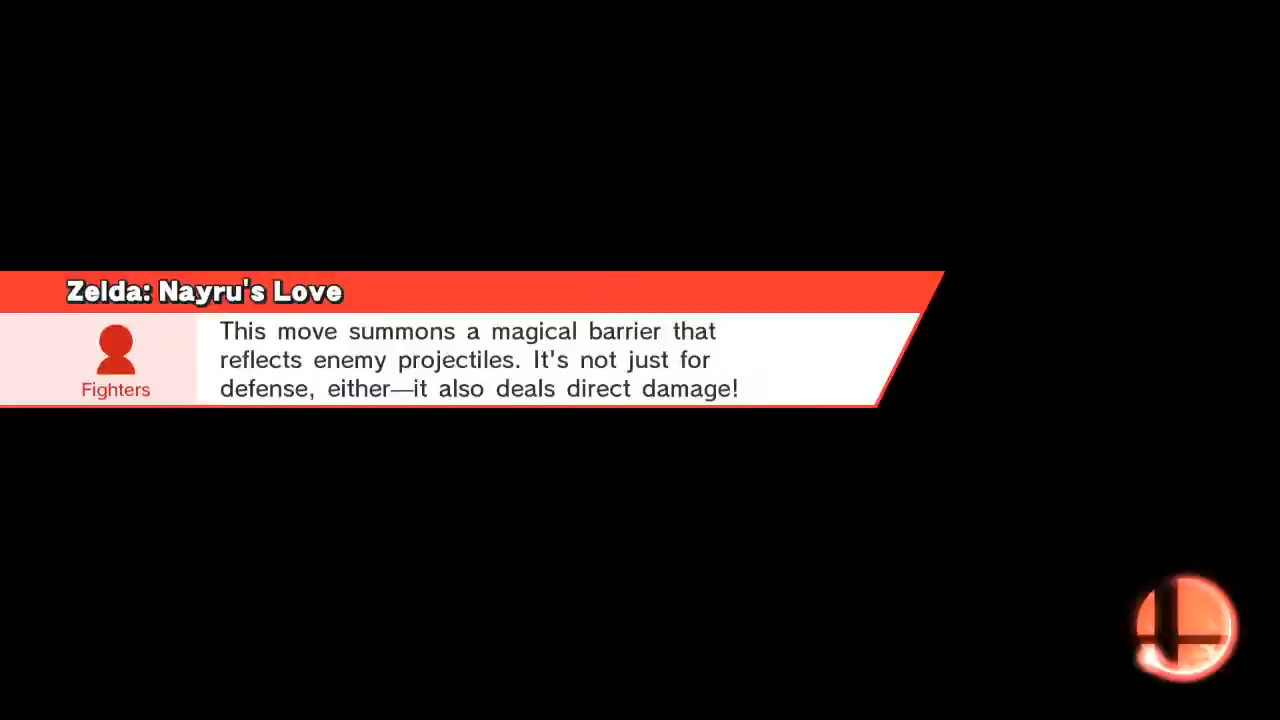 Zelda: Nayru's Love
Fighters
This move summons a magical barrier that
reflects enemy projectiles. It's not just for
defense, either—it also deals direct damage!